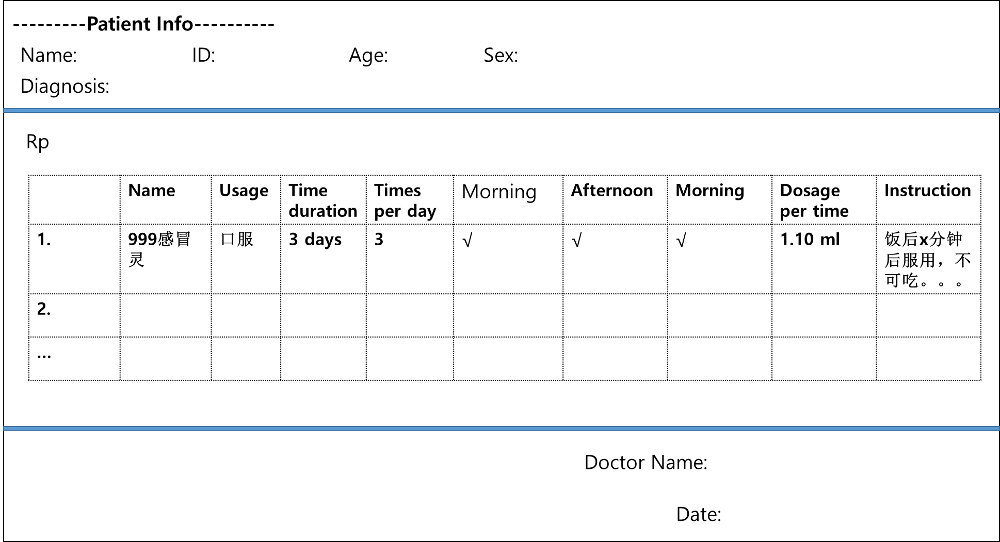 ---------Patient Info----------
Name: ID: Age: Sex:
Diagnosis:
Rp
Name Usage Time duration Times per day Morning Afternoon Morning Dosage per time Instruction
1. 999感冒灵 口服 3 days 3 √ √ √ 1.10 ml 饭后x分钟后服用，不可吃。。。
2.
...
Doctor Name:
Date: